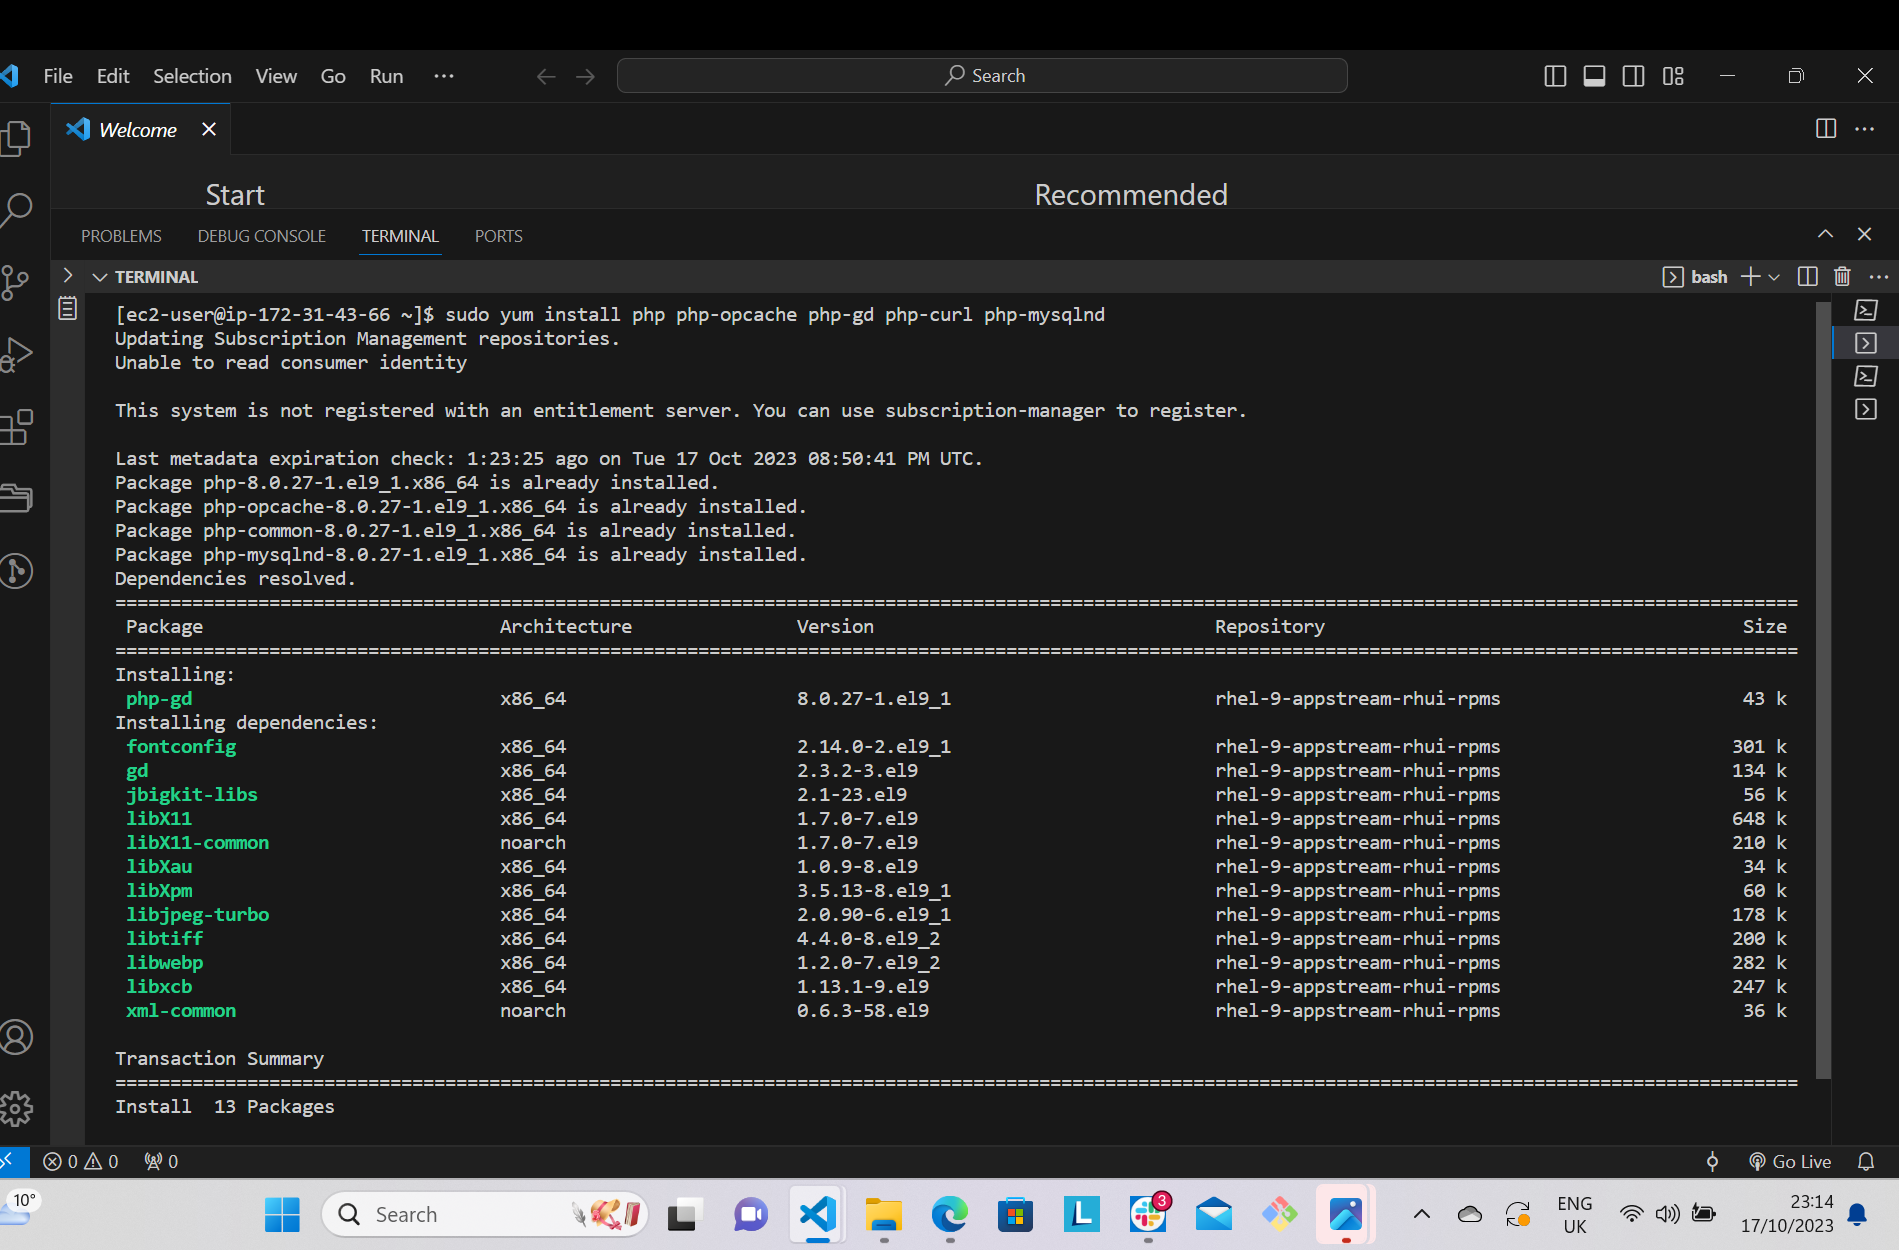 File Edit Selection View Go Run ··· Search
Welcome
Start Recommended
PROBLEMS DEBUG CONSOLE TERMINAL PORTS
TERMINAL bash
[ec2-user@ip-172-31-43-66 ~]$ sudo yum install php php-opcache php-gd php-curl php-mysqlnd
Updating Subscription Management repositories.
Unable to read consumer identity
This system is not registered with an entitlement server. You can use subscription-manager to register.
Last metadata expiration check: 1:23:25 ago on Tue 17 Oct 2023 08:50:41 PM UTC.
Package php-8.0.27-1.el9_1.x86_64 is already installed.
Package php-opcache-8.0.27-1.el9_1.x86_64 is already installed.
Package php-common-8.0.27-1.el9_1.x86_64 is already installed.
Package php-mysqlnd-8.0.27-1.el9_1.x86_64 is already installed.
Dependencies resolved.
Package Architecture Version Repository Size
Installing:
php-gd x86_64 8.0.27-1.el9_1 rhel-9-appstream-rhui-rpms 43 k
Installing dependencies:
fontconfig x86_64 2.14.0-2.el9_1 rhel-9-appstream-rhui-rpms 301 k
gd x86_64 2.3.2-3.el9 rhel-9-appstream-rhui-rpms 134 k
jbigkit-libs x86_64 2.1-23.el9 rhel-9-appstream-rhui-rpms 56 k
libX11 x86_64 1.7.0-7.el9 rhel-9-appstream-rhui-rpms 648 k
libX11-common noarch 1.7.0-7.el9 rhel-9-appstream-rhui-rpms 210 k
libXau x86_64 1.0.9-8.el9 rhel-9-appstream-rhui-rpms 34 k
libXpm x86_64 3.5.13-8.el9_1 rhel-9-appstream-rhui-rpms 60 k
libjpeg-turbo x86_64 2.0.90-6.el9_1 rhel-9-appstream-rhui-rpms 178 k
libtiff x86_64 4.4.0-8.el9_2 rhel-9-appstream-rhui-rpms 200 k
libwebp x86_64 1.2.0-7.el9_2 rhel-9-appstream-rhui-rpms 282 k
libxcb x86_64 1.13.1-9.el9 rhel-9-appstream-rhui-rpms 247 k
xml-common noarch 0.6.3-58.el9 rhel-9-appstream-rhui-rpms 36 k
Transaction Summary
Install 13 Packages
0 0 0 Go Live
10° Search L 3 ENG 23:14
UK 17/10/2023